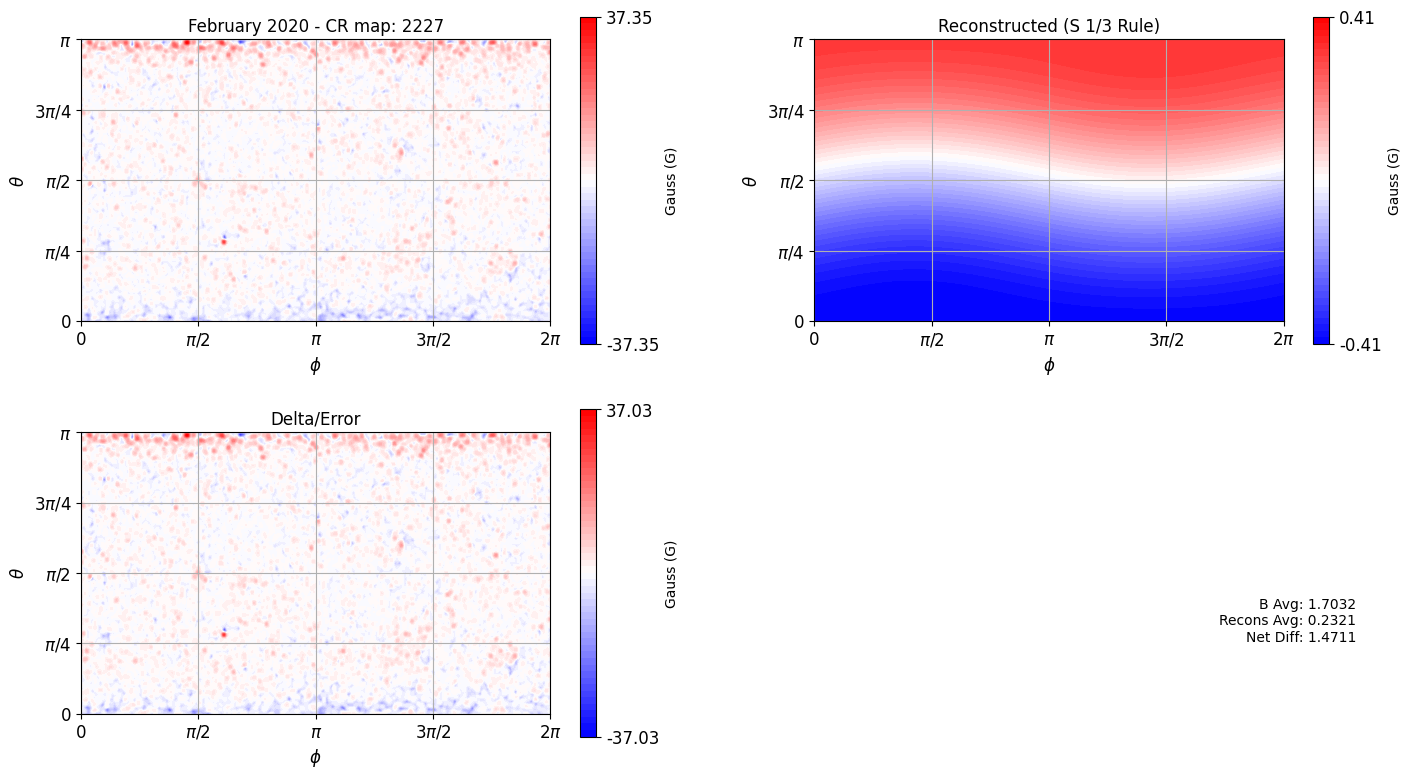 February 2020 - CR map: 2227
π
3π/4
π/2
π/4
0
θ
0
π/2
π
3π/2
2π
ϕ
37.35
-37.35
Gauss (G)
Reconstructed (S 1/3 Rule)
π
3π/4
π/2
π/4
0
θ
0
π/2
π
3π/2
2π
ϕ
0.41
-0.41
Gauss (G)
Delta/Error
π
3π/4
π/2
π/4
0
θ
0
π/2
π
3π/2
2π
ϕ
37.03
-37.03
Gauss (G)
B Avg: 1.7032
Recons Avg: 0.2321
Net Diff: 1.4711